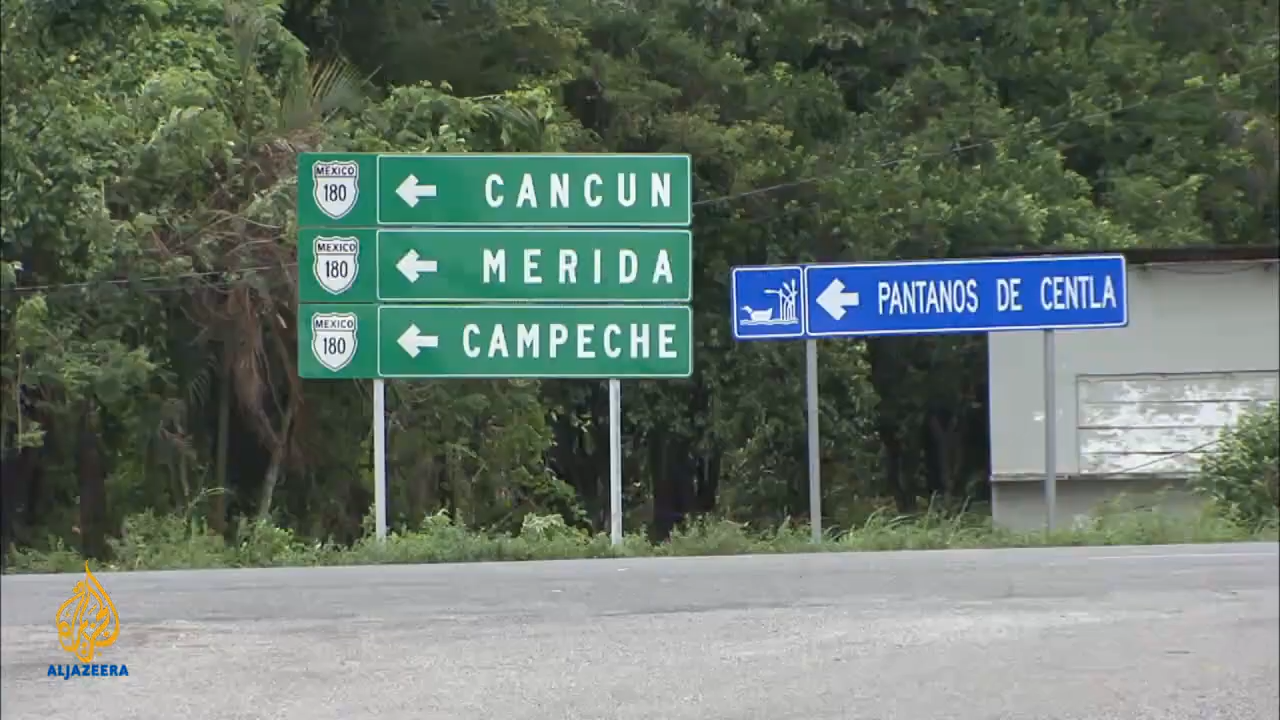 MEXICO
180
CANCUN
MEXICO
180
MERIDA
MEXICO
180
CAMPECHE
PANTANOS DE CENTLA
ALJAZEERA